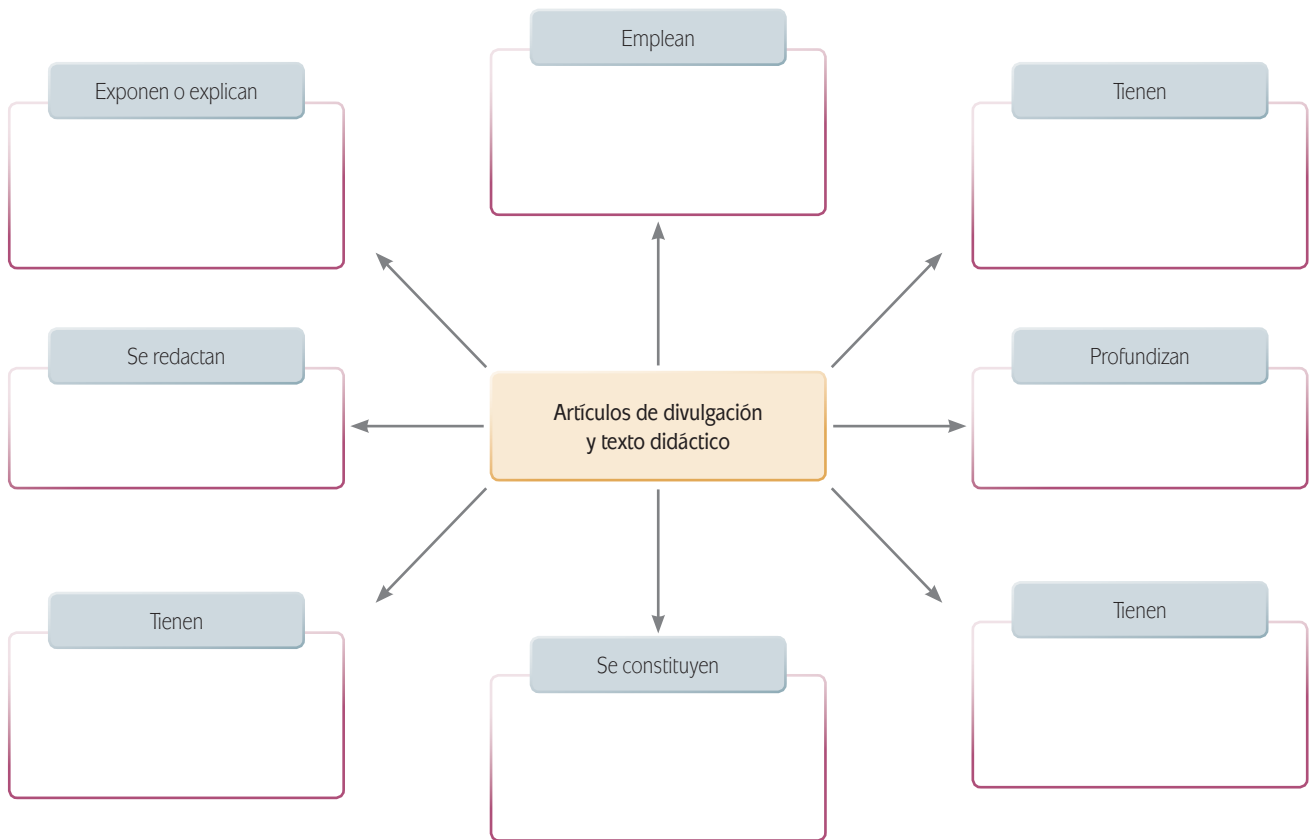 Emplean
Exponen o explican
Tienen
Se redactan
Profundizan
Artículos de divulgación
y texto didáctico
Tienen
Se constituyen
Tienen